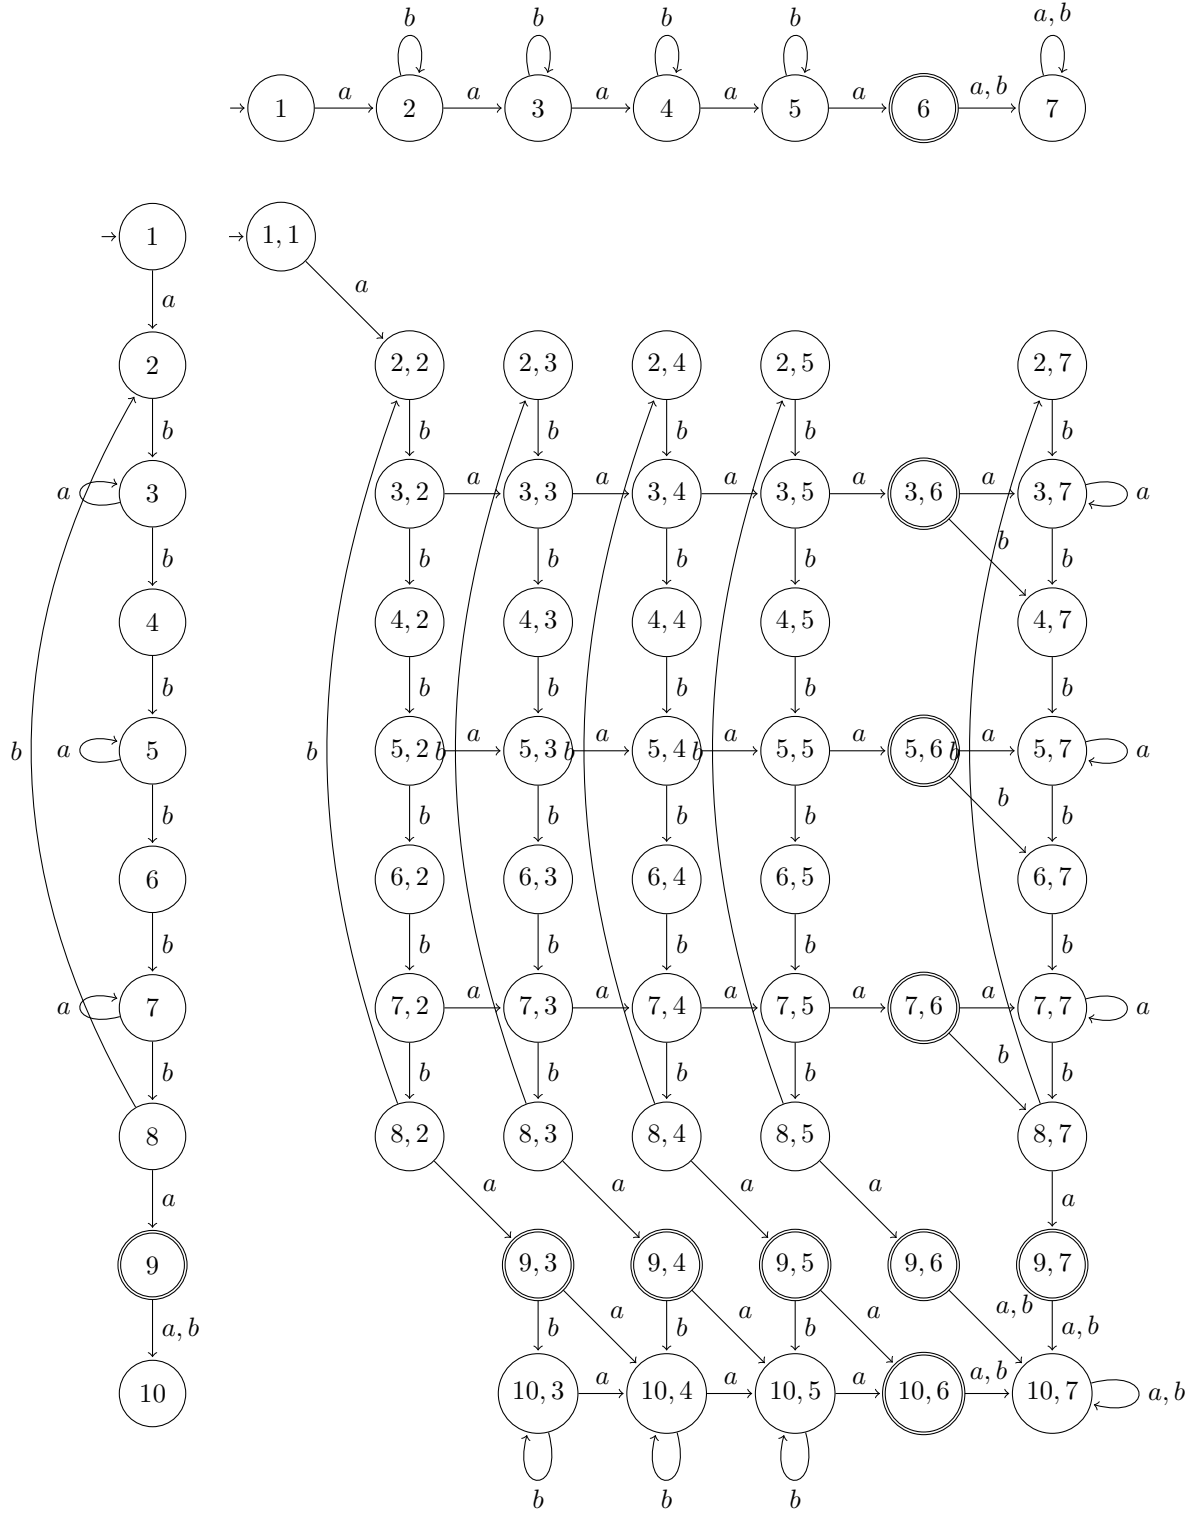 b b b b a, b
1 a 2 a 3 a 4 a 5 a 6 a, b 7
1 1, 1
a a
2 2, 2 2, 3 2, 4 2, 5 2, 7
b b b b b b
a 3 3, 2 a 3, 3 a 3, 4 a 3, 5 a 3, 6 a 3, 7 a
b b b b b b b
4 4, 2 4, 3 4, 4 4, 5 4, 7
b b b b b b
b a 5 b 5, 2 b a 5, 3 b a 5, 4 b a 5, 5 a 5, 6 b a 5, 7 a
b b b b b b b
6 6, 2 6, 3 6, 4 6, 5 6, 7
b b b b b b
a 7 7, 2 a 7, 3 a 7, 4 a 7, 5 a 7, 6 a 7, 7 a
b b b b b b b
8 8, 2 8, 3 8, 4 8, 5 8, 7
a a a a a a
9 9, 3 9, 4 9, 5 9, 6 9, 7
a, b b a b a b a a, b a, b
10 10, 3 a 10, 4 a 10, 5 a 10, 6 a, b 10, 7 a, b
b b b